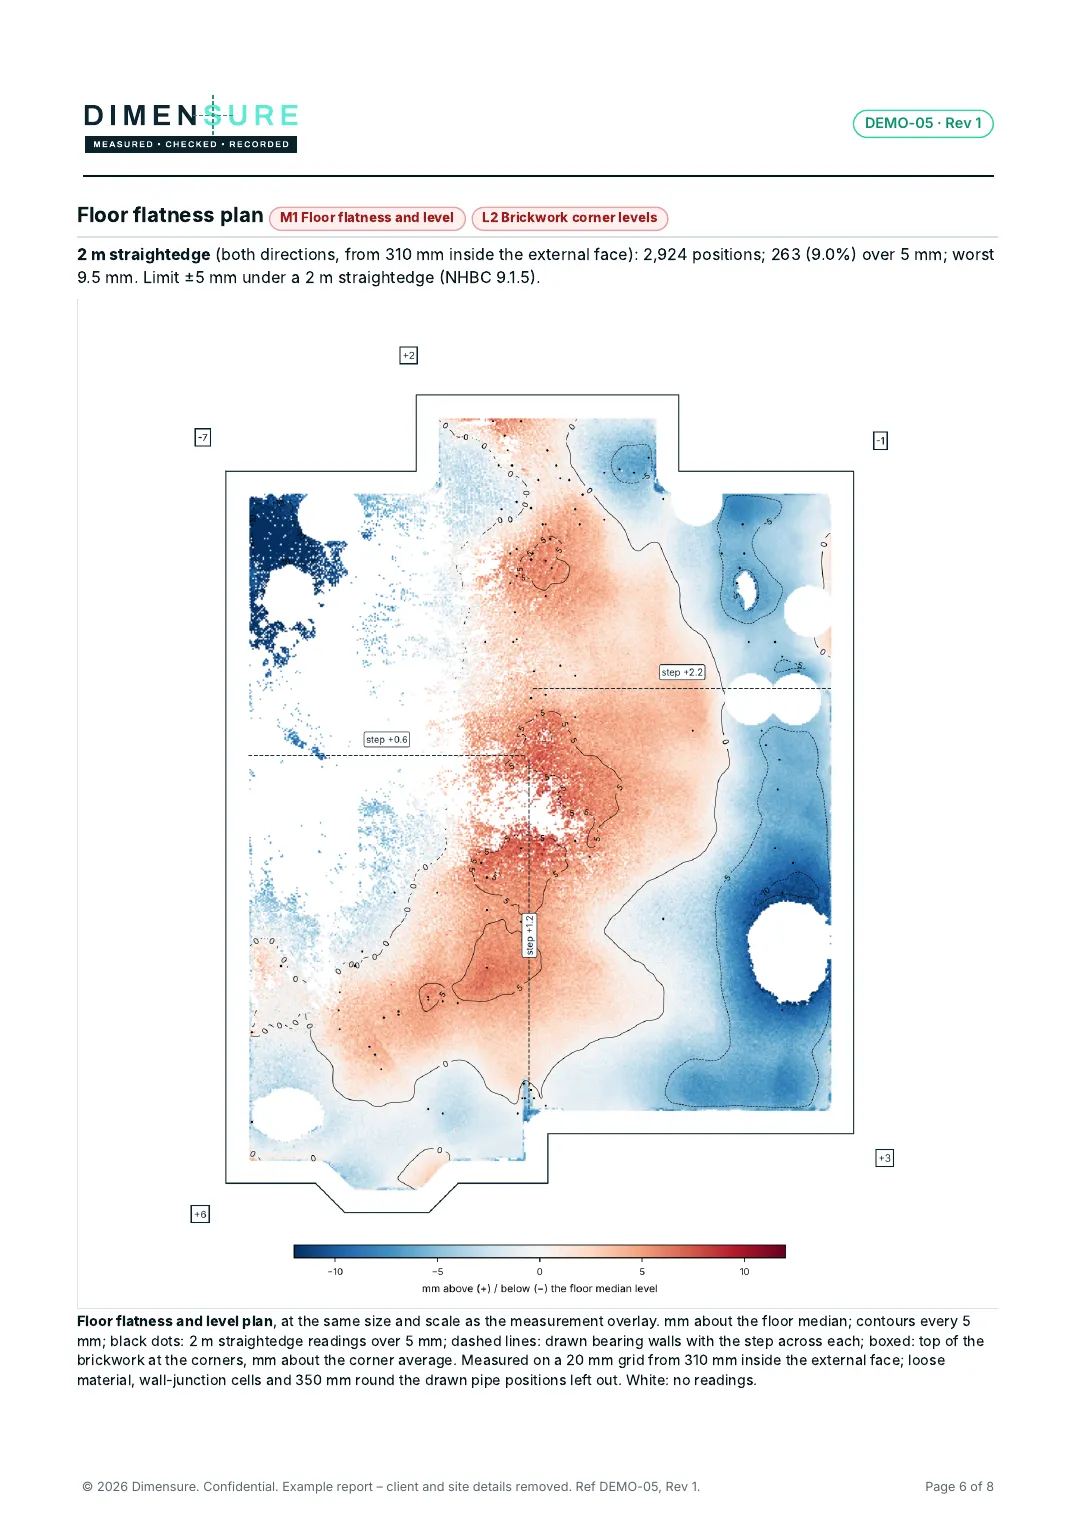 DIMENSURE
MEASURED • CHECKED • RECORDED
DEMO-05 · Rev 1
Floor flatness plan M1 Floor flatness and level L2 Brickwork corner levels
2 m straightedge (both directions, from 310 mm inside the external face): 2,924 positions; 263 (9.0%) over 5 mm; worst
9.5 mm. Limit ±5 mm under a 2 m straightedge (NHBC 9.1.5).
+2
-7
-1
step +2.2
step +0.6
step +1.2
+3
+6
−10 −5 0 5 10
mm above (+) / below (−) the floor median level
Floor flatness and level plan, at the same size and scale as the measurement overlay. mm about the floor median; contours every 5
mm; black dots: 2 m straightedge readings over 5 mm; dashed lines: drawn bearing walls with the step across each; boxed: top of the
brickwork at the corners, mm about the corner average. Measured on a 20 mm grid from 310 mm inside the external face; loose
material, wall-junction cells and 350 mm round the drawn pipe positions left out. White: no readings.
© 2026 Dimensure. Confidential. Example report – client and site details removed. Ref DEMO-05, Rev 1.
Page 6 of 8